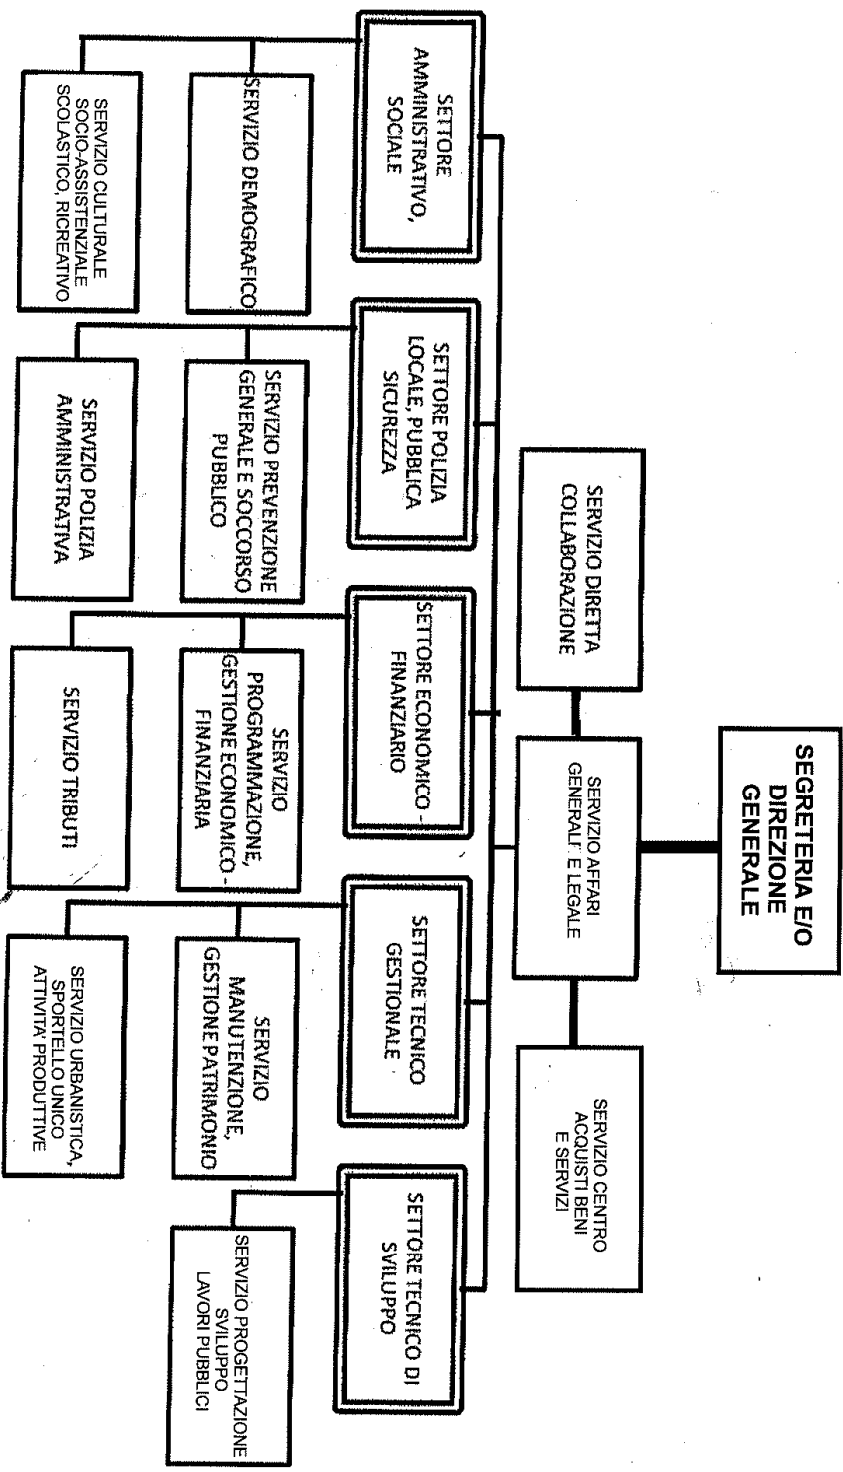 SEGRETERIA E/O
DIREZIONE
GENERALE
SERVIZIO DIRETTA
COLLABORAZIONE
SERVIZIO AFFARI
GENERALI E LEGALE
SERVIZIO CENTRO
ACQUISTI BENI
E SERVIZI
SETTORE
AMMINISTRATIVO,
SOCIALE
SETTORE POLIZIA
LOCALE, PUBBLICA
SICUREZZA
SETTORE ECONOMICO -
FINANZIARIO
SETTORE TECNICO
GESTIONALE
SETTORE TECNICO DI
SVILUPPO
SERVIZIO DEMOGRAFICO
SERVIZIO PREVENZIONE
GENERALE E SOCCORSO
PUBBLICO
SERVIZIO
PROGRAMMAZIONE,
GESTIONE ECONOMICO -
FINANZIARIA
SERVIZIO
MANUTENZIONE,
GESTIONE PATRIMONIO
SERVIZIO PROGETTAZIONE
SVILUPPO
LAVORI PUBBLICI
SERVIZIO CULTURALE
SOCIO-ASSISTENZIALE
SCOLASTICO, RICREATIVO
SERVIZIO POLIZIA
AMMINISTRATIVA
SERVIZIO TRIBUTI
SERVIZIO URBANISTICA,
SPORTELLO UNICO
ATTIVITA' PRODUTTIVE